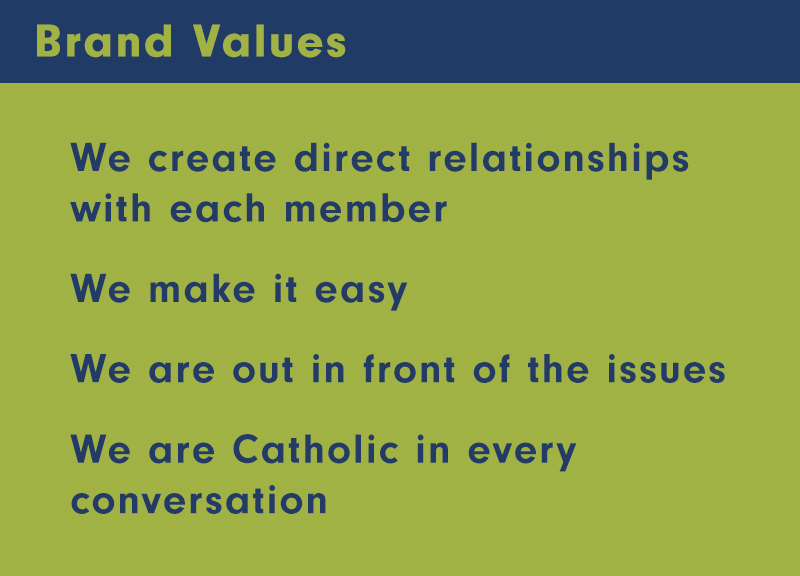 Brand Values
We create direct relationships
with each member
We make it easy
We are out in front of the issues
We are Catholic in every
conversation